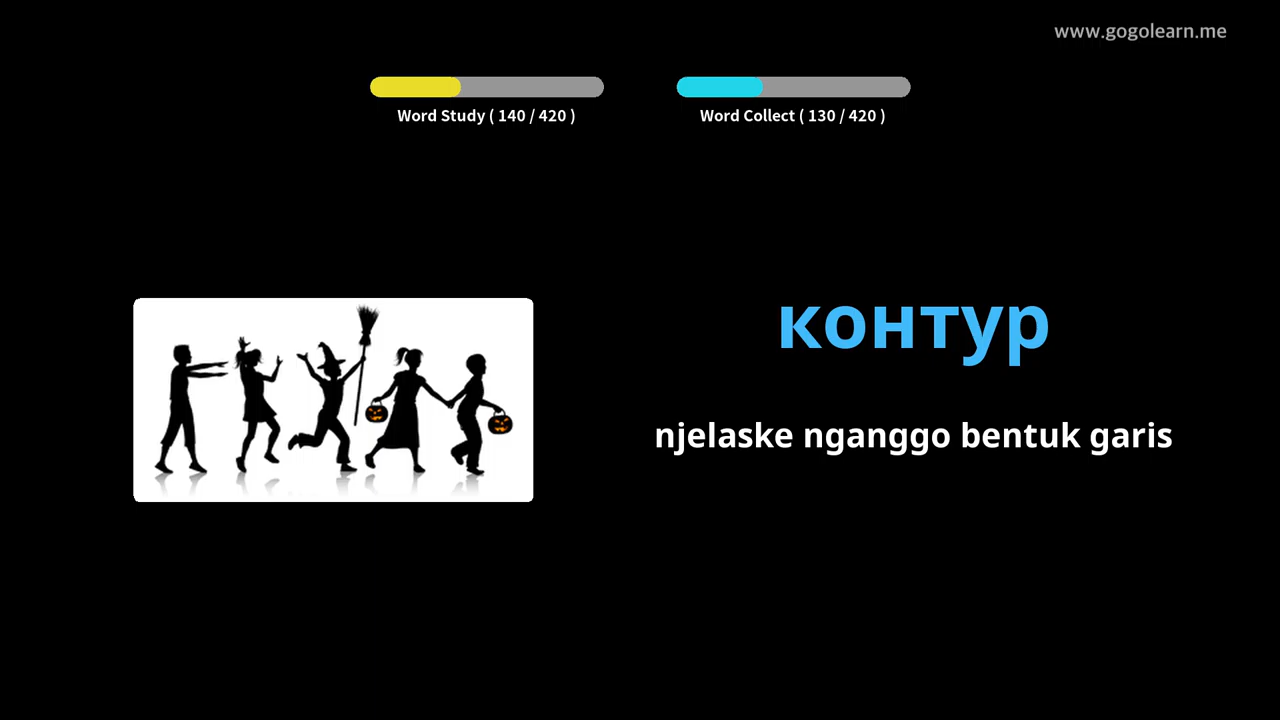 www.gogolearn.me
Word Study ( 140 / 420 )
Word Collect ( 130 / 420 )
контур
njelaske nganggo bentuk garis